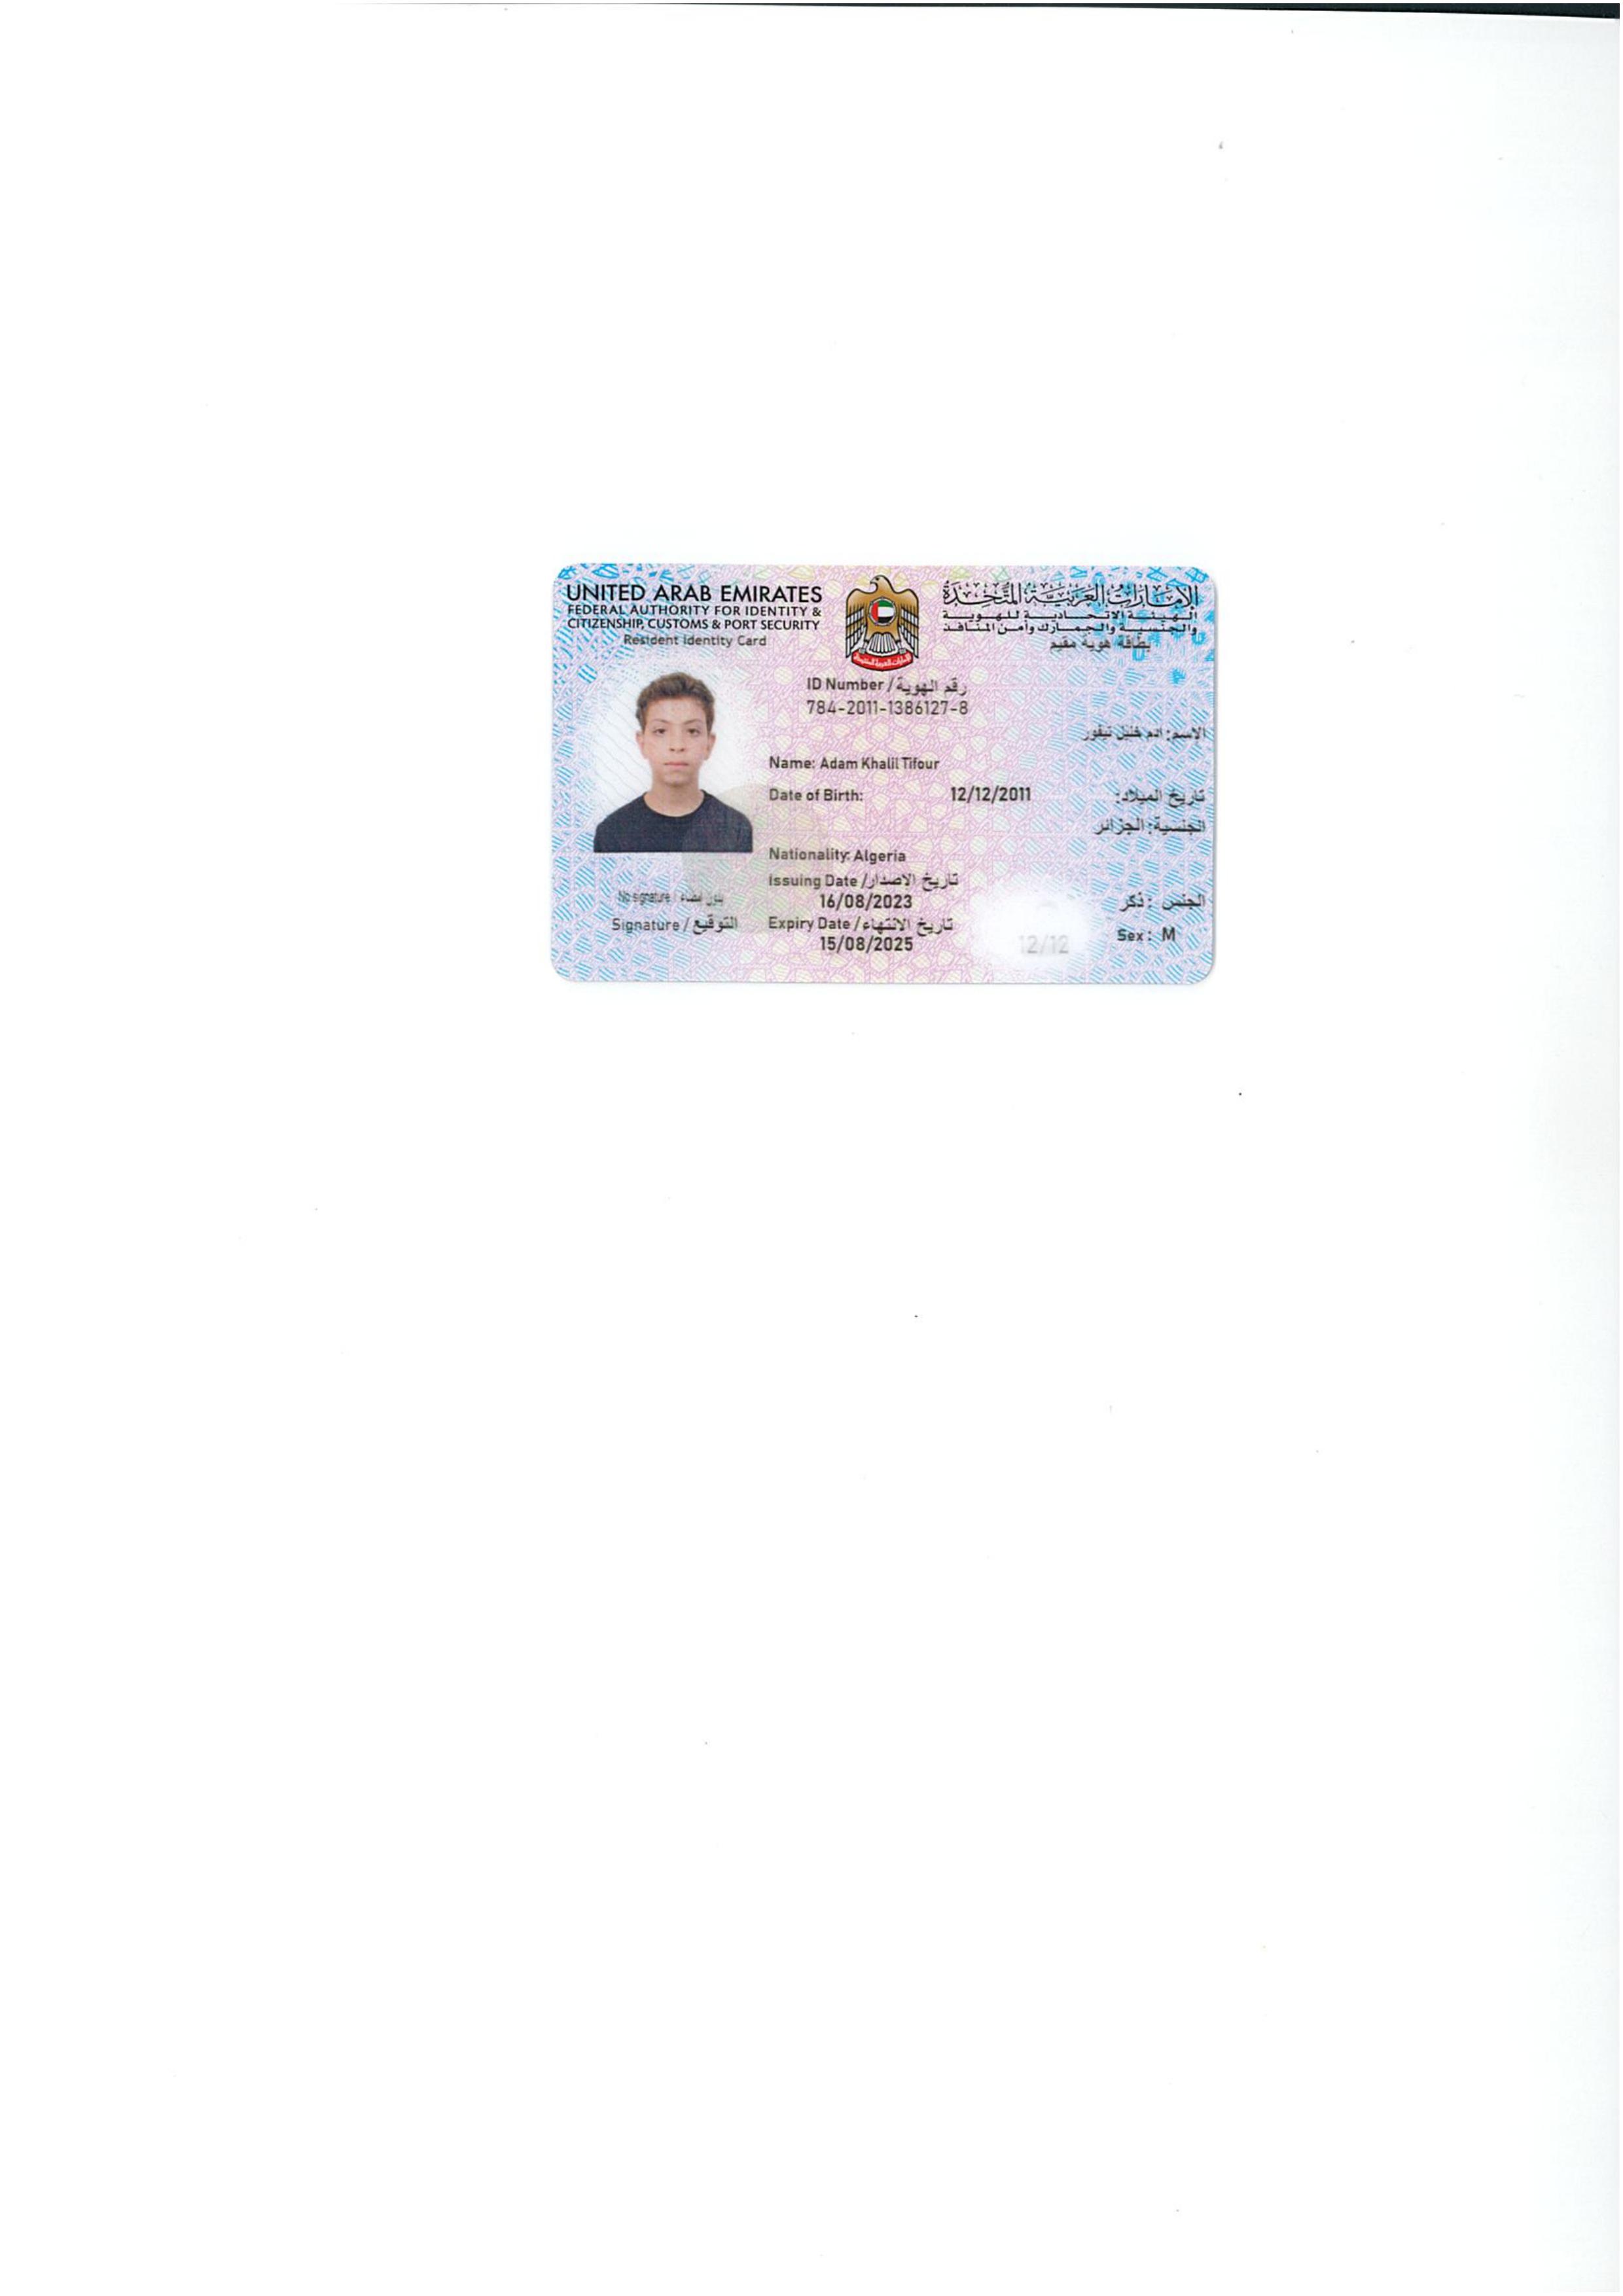 UNITED ARAB EMIRATES
FEDERAL AUTHORITY FOR IDENTITY &
CITIZENSHIP, CUSTOMS & PORT SECURITY
Resident Identity Card
الإمارات العربية المتحدة
الهيئة الاتحادية للهوية
والجنسية والجمارك وأمن المنافذ
بطاقة هوية مقيم
ID Number / رقم الهوية
784-2011-1386127-8
الاسم: ادم خليل تيفور
Name: Adam Khalil Tifour
Date of Birth: 12/12/2011 تاريخ الميلاد:
الجنسية: الجزائر
Nationality: Algeria
Issuing Date / تاريخ الاصدار
16/08/2023
Expiry Date / تاريخ الانتهاء
15/08/2025
No signature / بدون امضاء
Signature / التوقيع
الجنس : ذكر
Sex: M
12/12